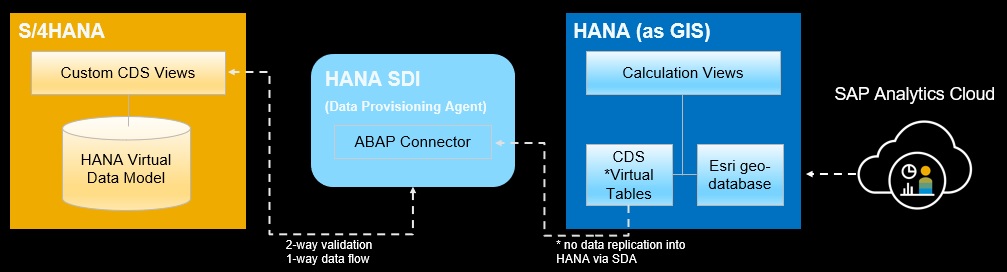 S/4HANA
Custom CDS Views
HANA Virtual
Data Model
HANA SDI
(Data Provisioning Agent)
ABAP Connector
2-way validation
1-way data flow
HANA (as GIS)
Calculation Views
CDS
*Virtual
Tables
Esri geo-
database
* no data replication into
HANA via SDA
SAP Analytics Cloud